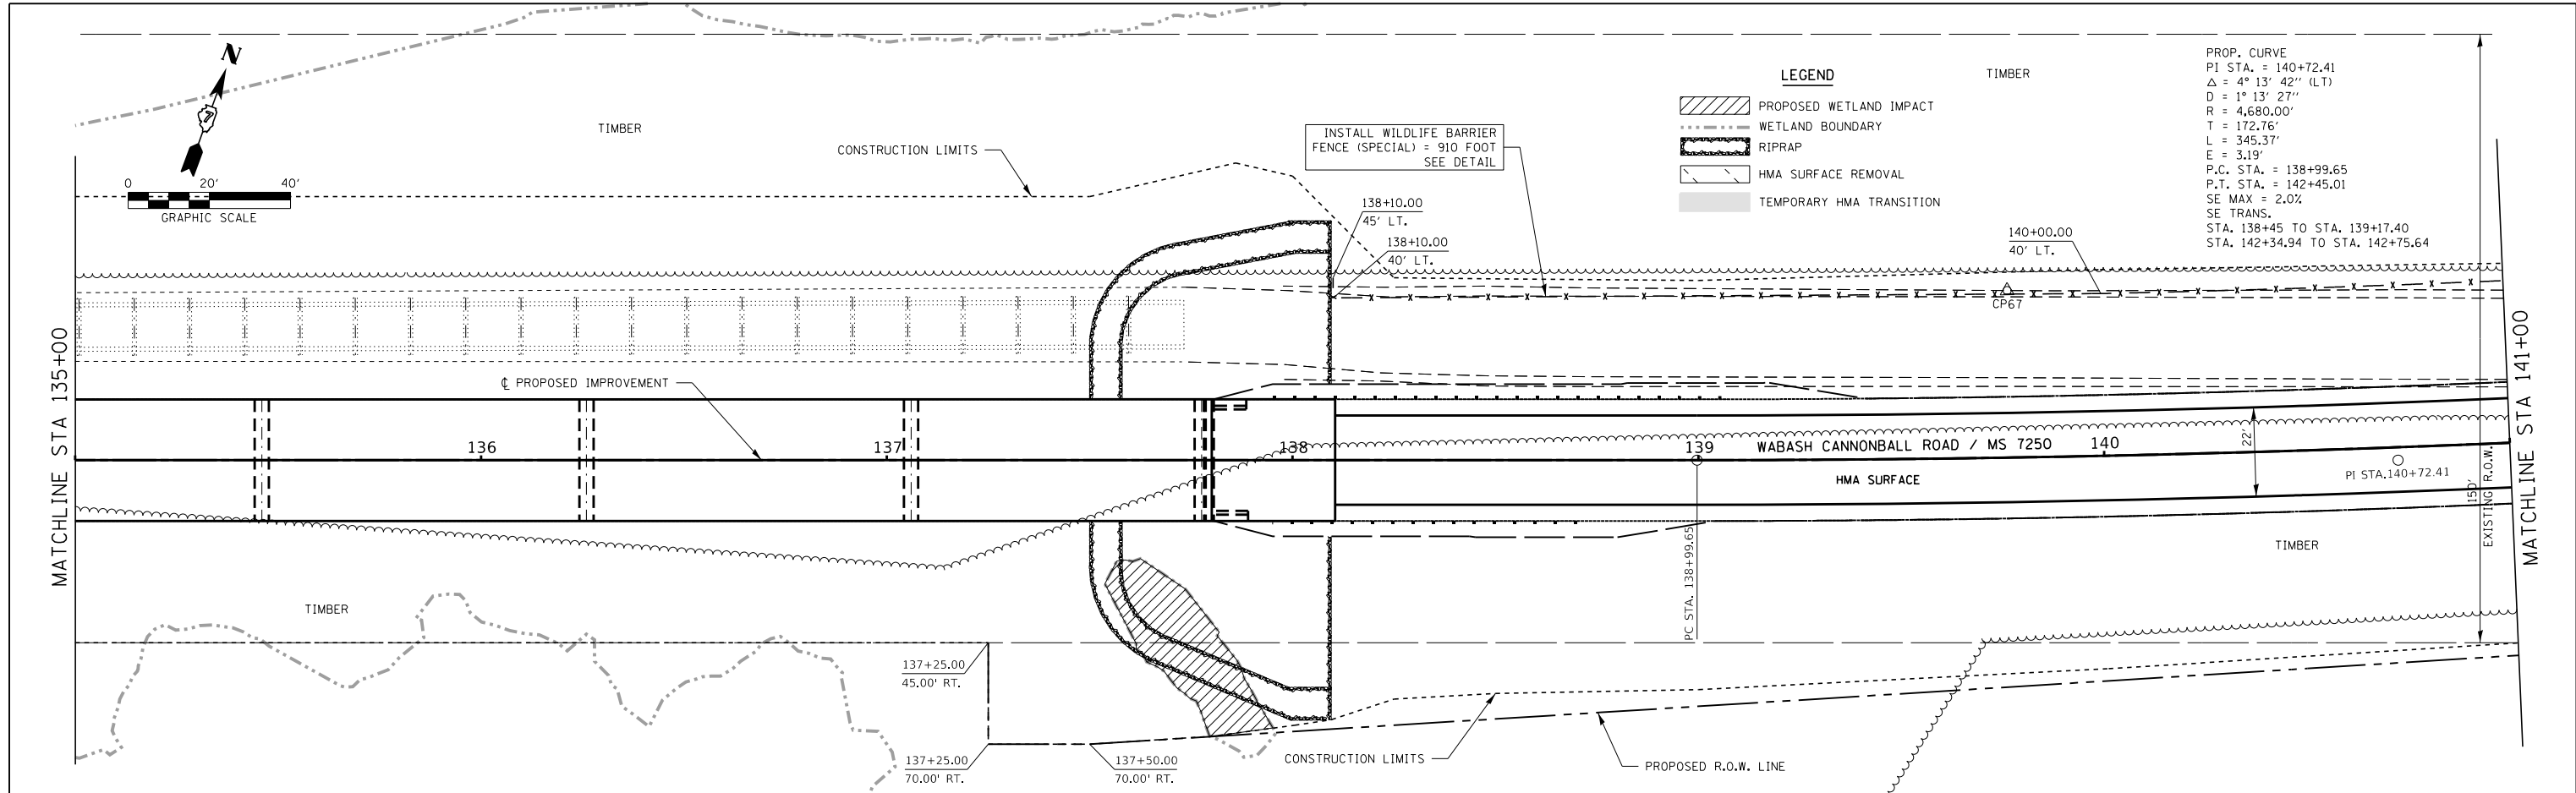 N
7
0 20' 40'
GRAPHIC SCALE
TIMBER
CONSTRUCTION LIMITS
INSTALL WILDLIFE BARRIER
FENCE (SPECIAL) = 910 FOOT
SEE DETAIL
LEGEND
PROPOSED WETLAND IMPACT
WETLAND BOUNDARY
RIPRAP
HMA SURFACE REMOVAL
TEMPORARY HMA TRANSITION
TIMBER
PROP. CURVE
PI STA. = 140+72.41
△ = 4° 13' 42'' (LT)
D = 1° 13' 27''
R = 4,680.00'
T = 172.76'
L = 345.37'
E = 3.19'
P.C. STA. = 138+99.65
P.T. STA. = 142+45.01
SE MAX = 2.0%
SE TRANS.
STA. 138+45 TO STA. 139+17.40
STA. 142+34.94 TO STA. 142+75.64
138+10.00
45' LT.
138+10.00
40' LT.
140+00.00
40' LT.
CP67
MATCHLINE STA 135+00
℄ PROPOSED IMPROVEMENT
136
137
138
139
WABASH CANNONBALL ROAD / MS 7250
140
HMA SURFACE
22'
PI STA.140+72.41
150'
EXISTING R.O.W.
MATCHLINE STA 141+00
PC STA. 138+99.65
TIMBER
TIMBER
137+25.00
45.00' RT.
137+25.00
70.00' RT.
137+50.00
70.00' RT.
CONSTRUCTION LIMITS
PROPOSED R.O.W. LINE